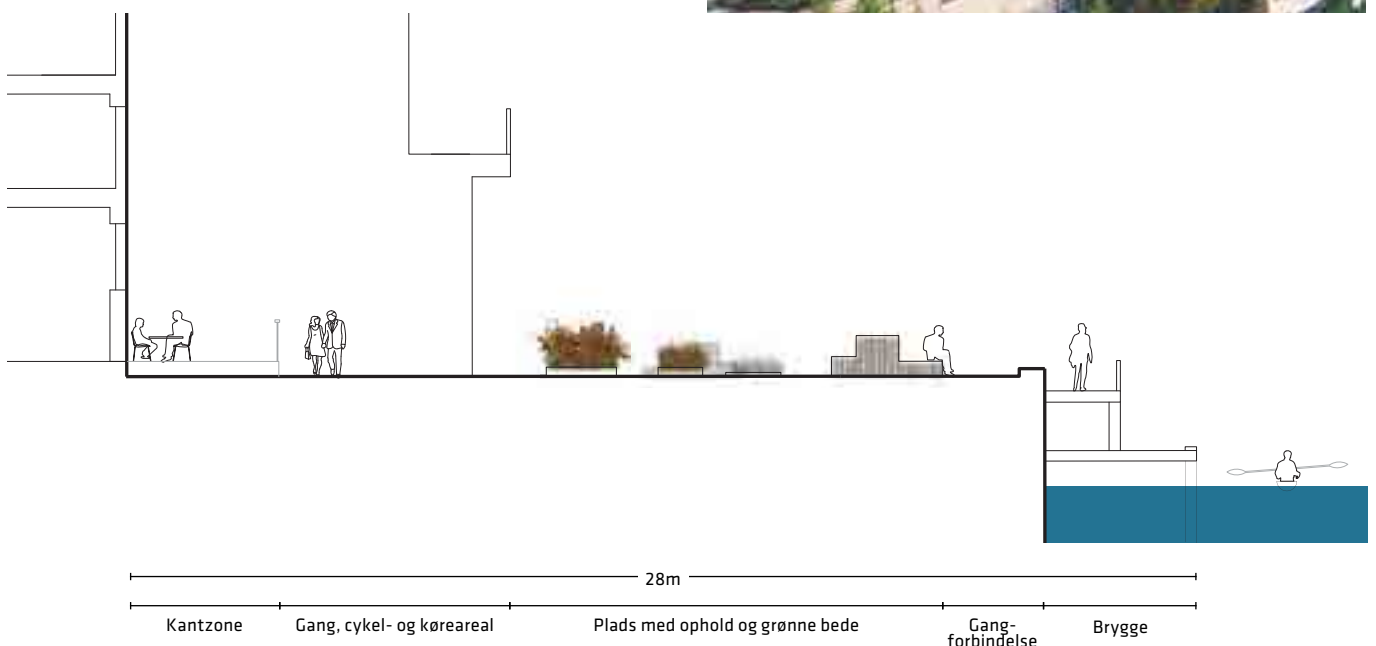 28m
Kantzone
Gang, cykel- og køreareal
Plads med ophold og grønne bede
Gang-
forbindelse
Brygge